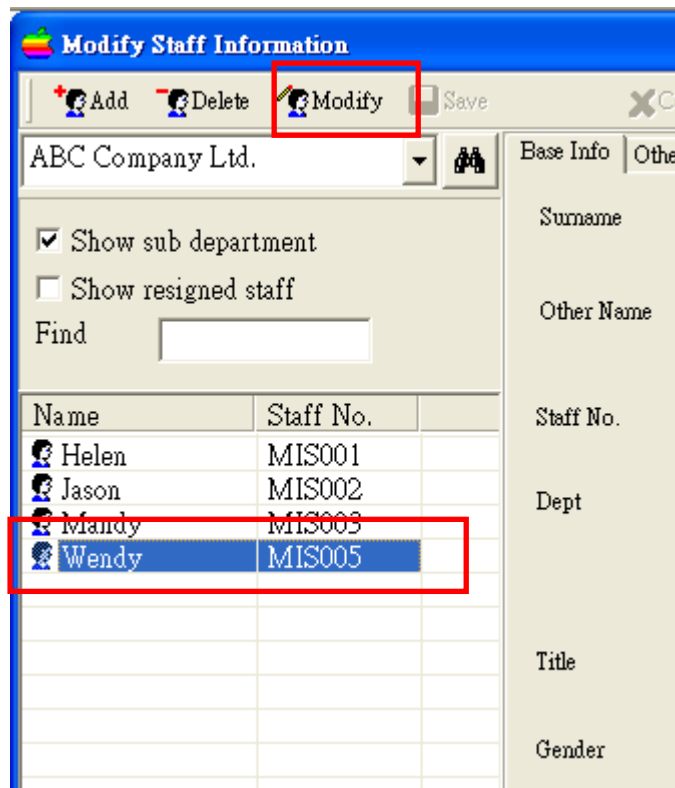 Modify Staff Information
Add Delete Modify Save
ABC Company Ltd.
Base Info
Show sub department
Show resigned staff
Find
Name Staff No.
Helen MIS001
Jason MIS002
Mandy MIS003
Wendy MIS005
Surname
Other Name
Staff No.
Dept
Title
Gender